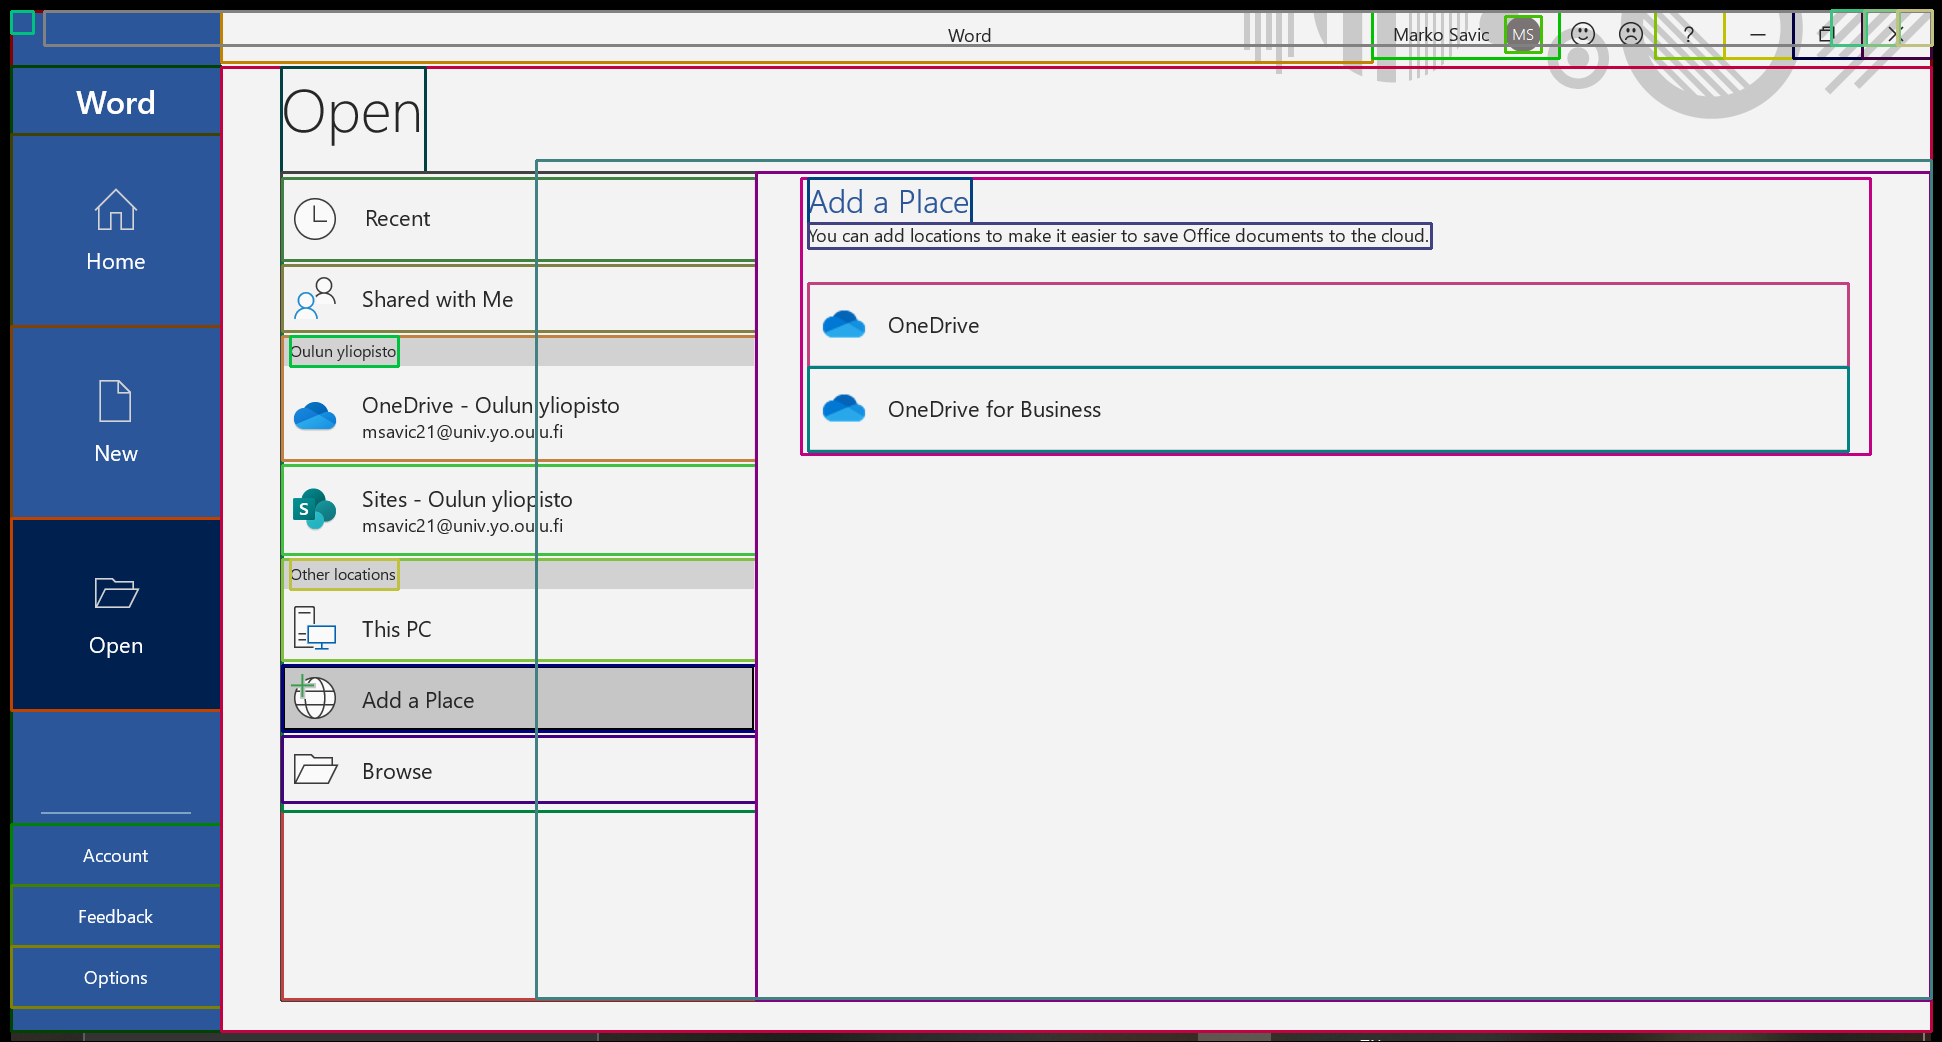 Word
Marko Savic
MS
?
Word
Open
Home
New
Open
Account
Feedback
Options
Recent
Shared with Me
Oulun yliopisto
OneDrive - Oulun yliopisto
msavic21@univ.yo.oulu.fi
S
Sites - Oulun yliopisto
msavic21@univ.yo.oulu.fi
Other locations
This PC
Add a Place
Browse
Add a Place
You can add locations to make it easier to save Office documents to the cloud.
OneDrive
OneDrive for Business